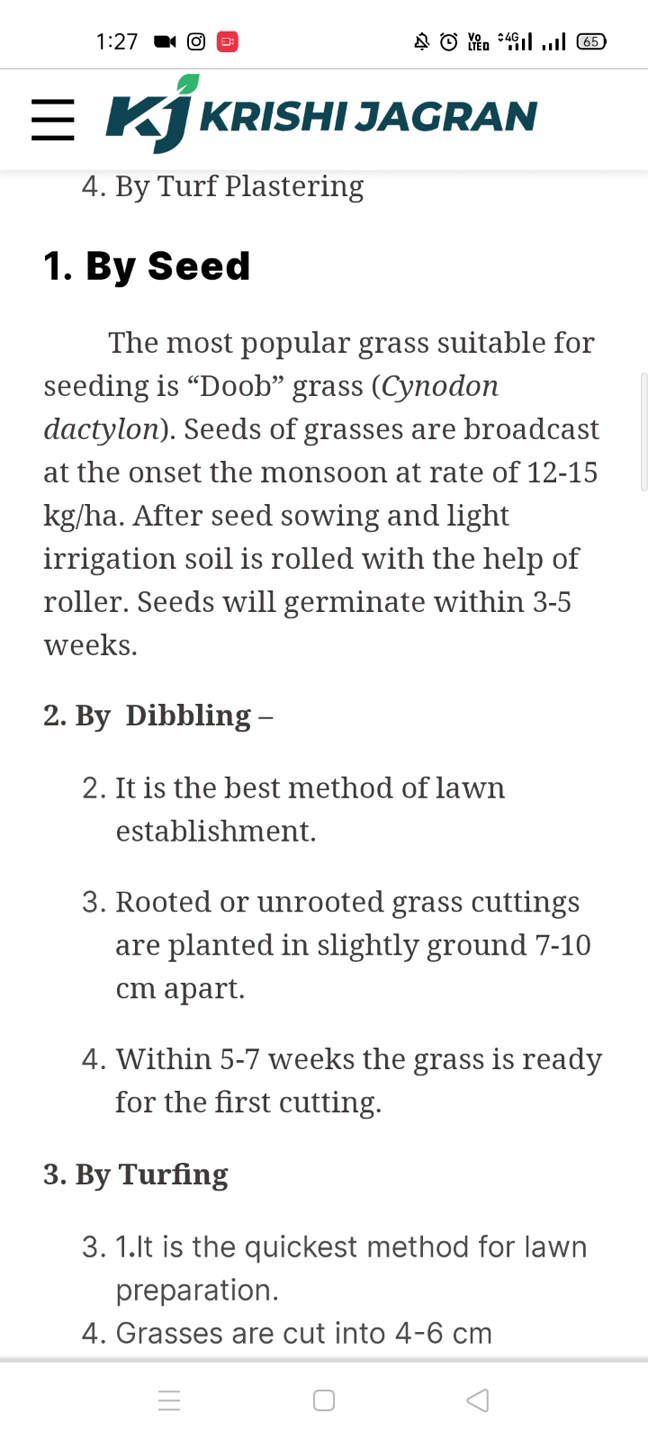 1:27
Vo LTED 4G 65
KJ KRISHI JAGRAN
4. By Turf Plastering
1. By Seed
The most popular grass suitable for
seeding is “Doob” grass (Cynodon
dactylon). Seeds of grasses are broadcast
at the onset the monsoon at rate of 12-15
kg/ha. After seed sowing and light
irrigation soil is rolled with the help of
roller. Seeds will germinate within 3-5
weeks.
2. By  Dibbling –
2. It is the best method of lawn
establishment.
3. Rooted or unrooted grass cuttings
are planted in slightly ground 7-10
cm apart.
4. Within 5-7 weeks the grass is ready
for the first cutting.
3. By Turfing
3. 1.It is the quickest method for lawn
preparation.
4. Grasses are cut into 4-6 cm